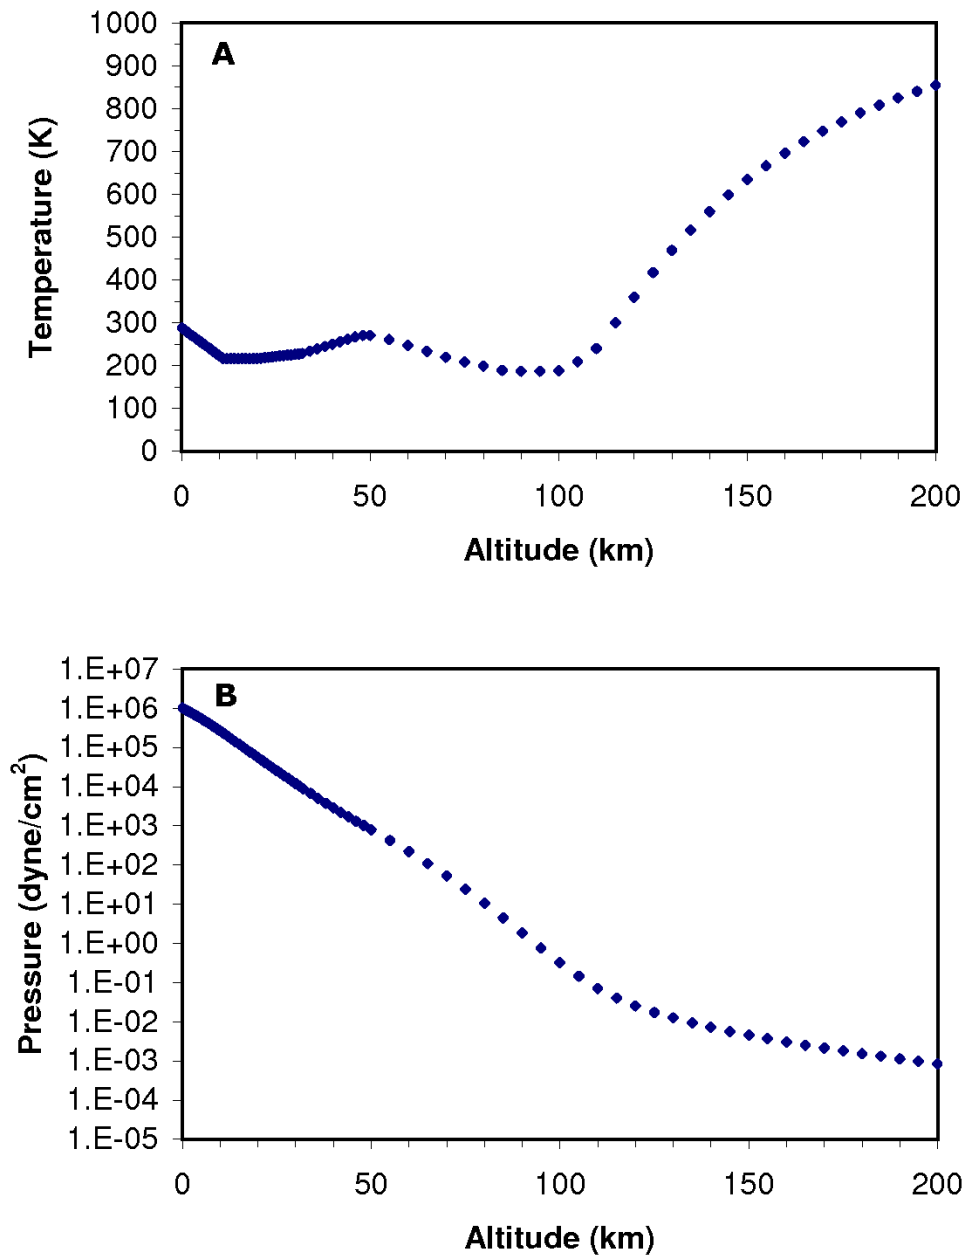 A
1000
900
800
700
600
500
400
300
200
100
0
Temperature (K)
0 50 100 150 200
Altitude (km)
B
1.E+07
1.E+06
1.E+05
1.E+04
1.E+03
1.E+02
1.E+01
1.E+00
1.E-01
1.E-02
1.E-03
1.E-04
1.E-05
Pressure (dyne/cm²)
0 50 100 150 200
Altitude (km)